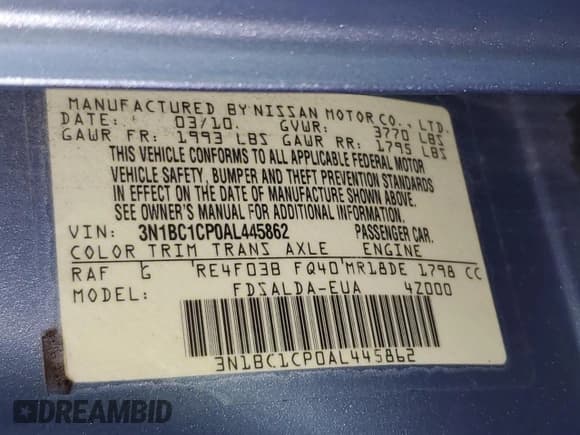 MANUFACTURED BY NISSAN MOTOR CO., LTD.
DATE: 03/10. GVWR: 3770 LBS
GAWR FR: 1993 LBS GAWR RR: 1795 LBS
THIS VEHICLE CONFORMS TO ALL APPLICABLE FEDERAL MOTOR
VEHICLE SAFETY, BUMPER AND THEFT PREVENTION STANDARDS
IN EFFECT ON THE DATE OF MANUFACTURE SHOWN ABOVE.
SEE OWNER'S MANUAL FOR ADDITIONAL INFORMATION
VIN: 3N1BC1CP0AL445862 PASSENGER CAR.
COLOR TRIM TRANS AXLE ENGINE
RAF G RE4F03B FQ40 MR18DE 1798 CC
MODEL: FDSALDA-EUA 4Z000
3N1BC1CP0AL445862
DREAMBID